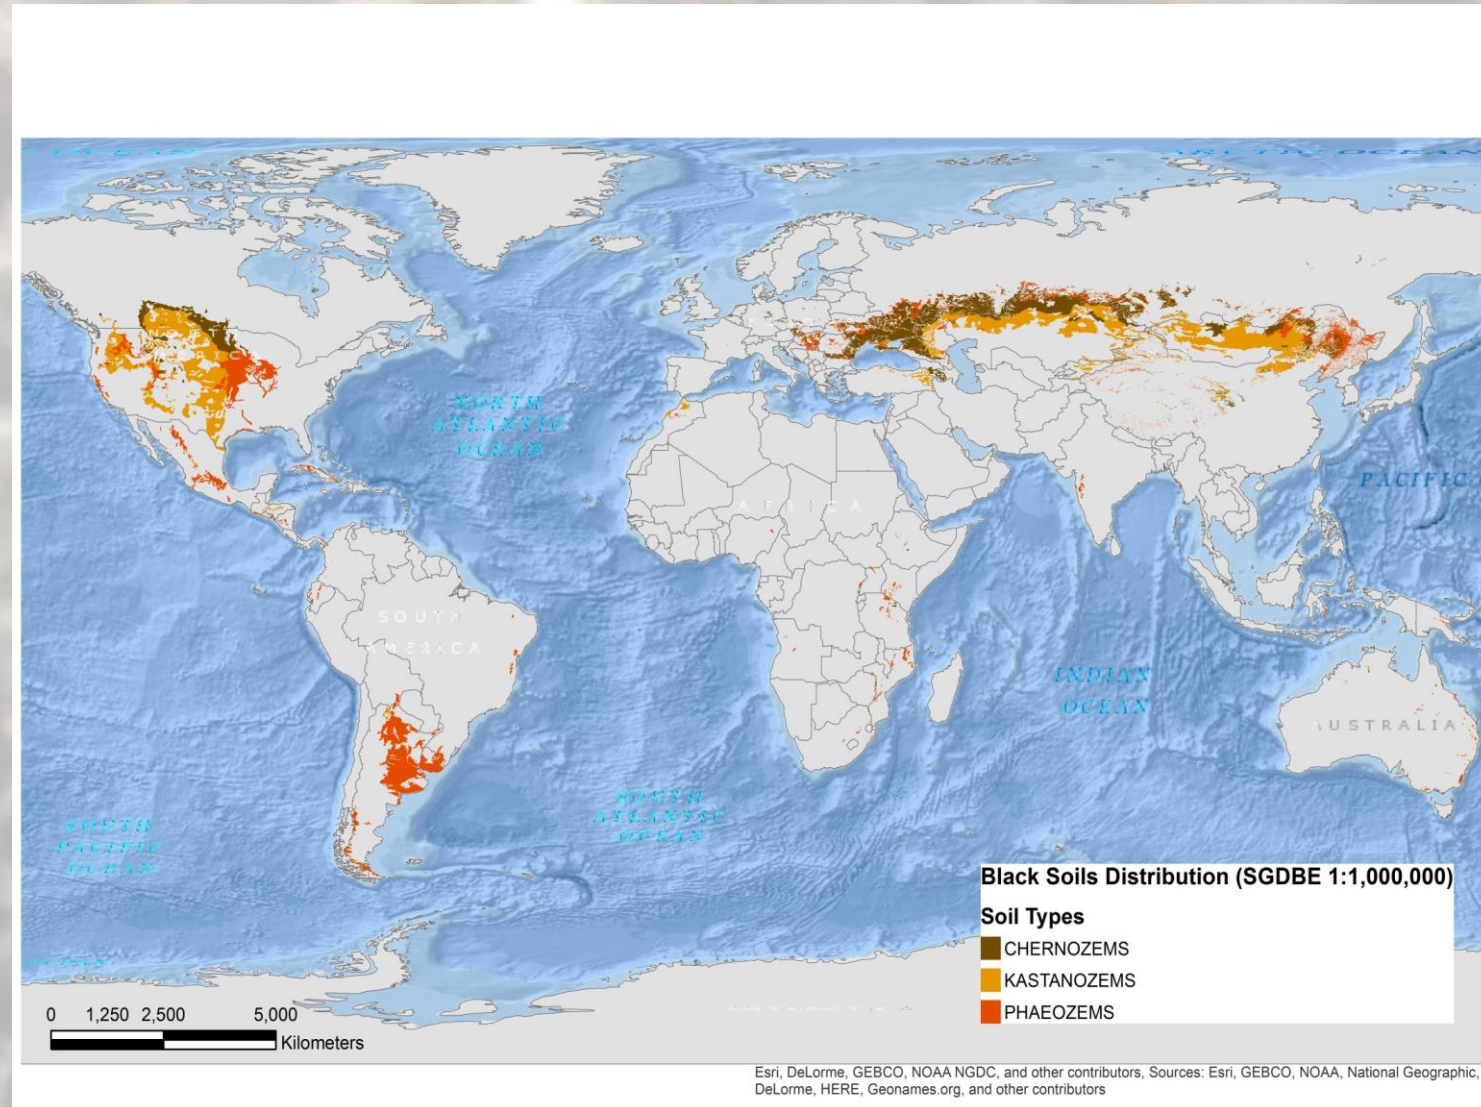 ARCTIC OCEAN
NORTH
ATLANTIC
OCEAN
PACIFIC
AFRICA
SOUTH
AMERICA
INDIAN
OCEAN
AUSTRALIA
SOUTH
ATLANTIC
OCEAN
SOUTH
PACIFIC
OCEAN
Black Soils Distribution (SGDBE 1:1,000,000)
Soil Types
CHERNOZEMS
KASTANOZEMS
PHAEOZEMS
0 1,250 2,500 5,000
Kilometers
Esri, DeLorme, GEBCO, NOAA NGDC, and other contributors, Sources: Esri, GEBCO, NOAA, National Geographic,
DeLorme, HERE, Geonames.org, and other contributors